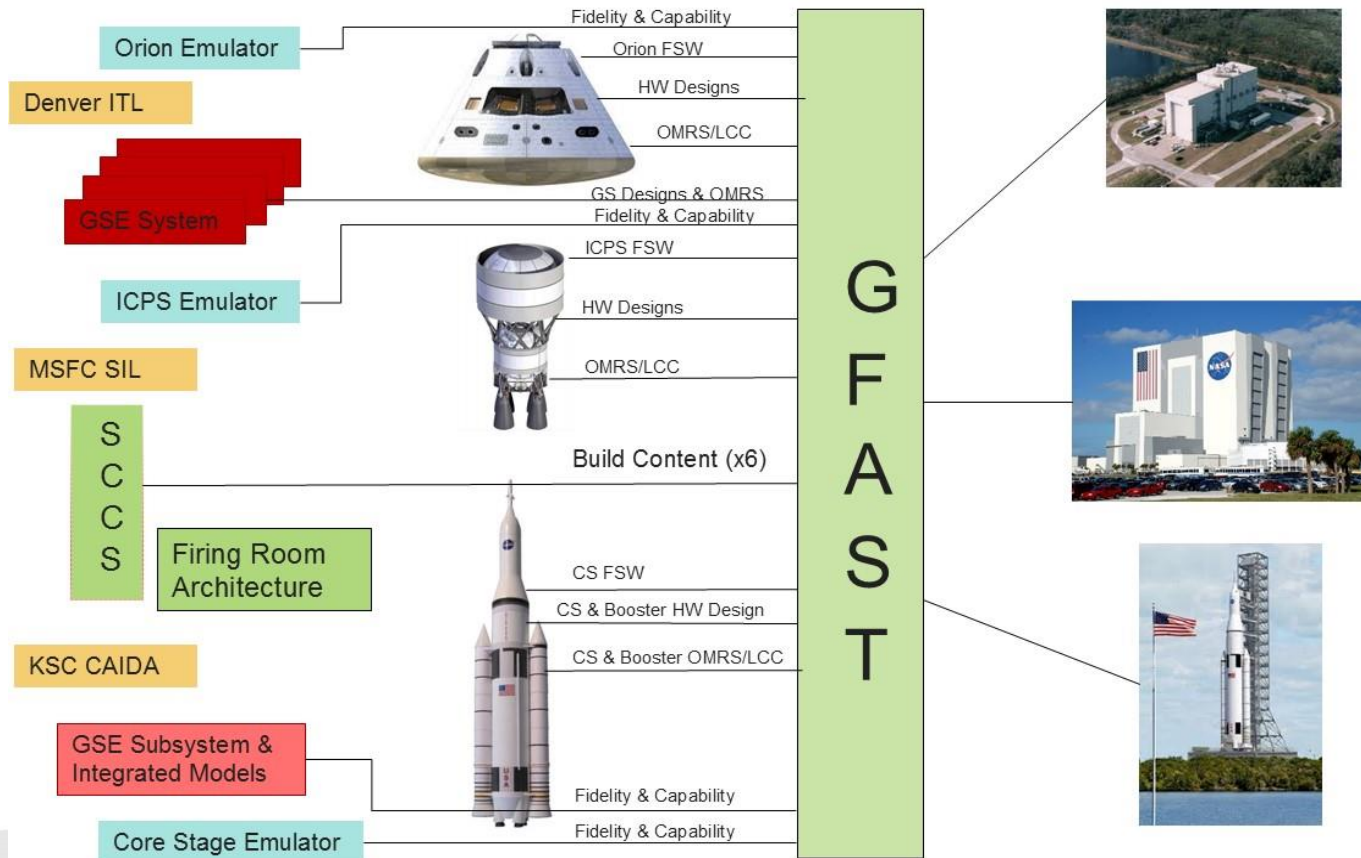 Fidelity & Capability
Orion Emulator
Orion FSW
Denver ITL
HW Designs
OMRS/LCC
GS Designs & OMRS
GSE System
Fidelity & Capability
ICPS FSW
ICPS Emulator
HW Designs
MSFC SIL
OMRS/LCC
S
C
C
S
Build Content (x6)
Firing Room
Architecture
CS FSW
CS & Booster HW Design
KSC CAIDA
CS & Booster OMRS/LCC
GSE Subsystem &
Integrated Models
Fidelity & Capability
Core Stage Emulator
Fidelity & Capability
G
F
A
S
T
NASA
USA